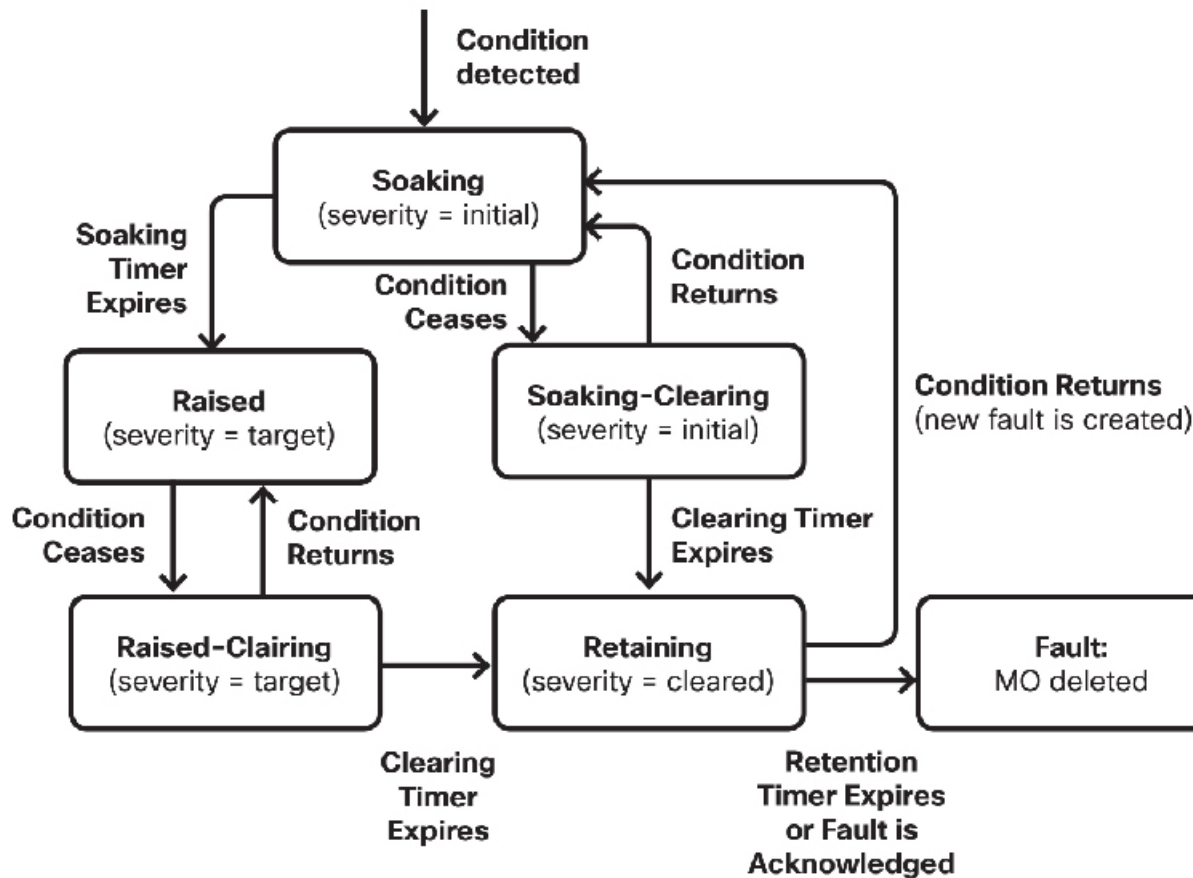 Condition
detected
Soaking
(severity = initial)
Soaking
Timer
Expires
Condition
Ceases
Condition
Returns
Raised
(severity = target)
Soaking-Clearing
(severity = initial)
Condition Returns
(new fault is created)
Condition
Ceases
Condition
Returns
Clearing Timer
Expires
Raised-Clairing
(severity = target)
Retaining
(severity = cleared)
Fault:
MO deleted
Clearing
Timer
Expires
Retention
Timer Expires
or Fault is
Acknowledged